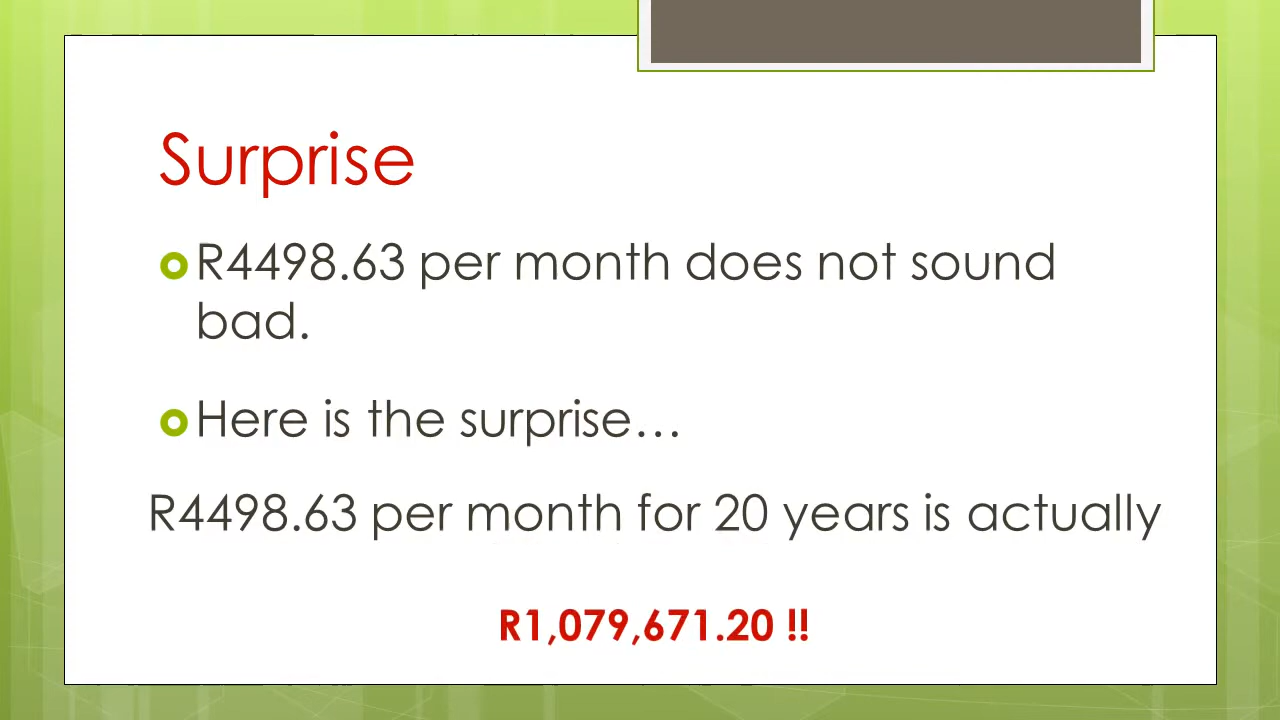 Surprise
R4498.63 per month does not sound
bad.
Here is the surprise…
R4498.63 per month for 20 years is actually
R1,079,671.20 !!